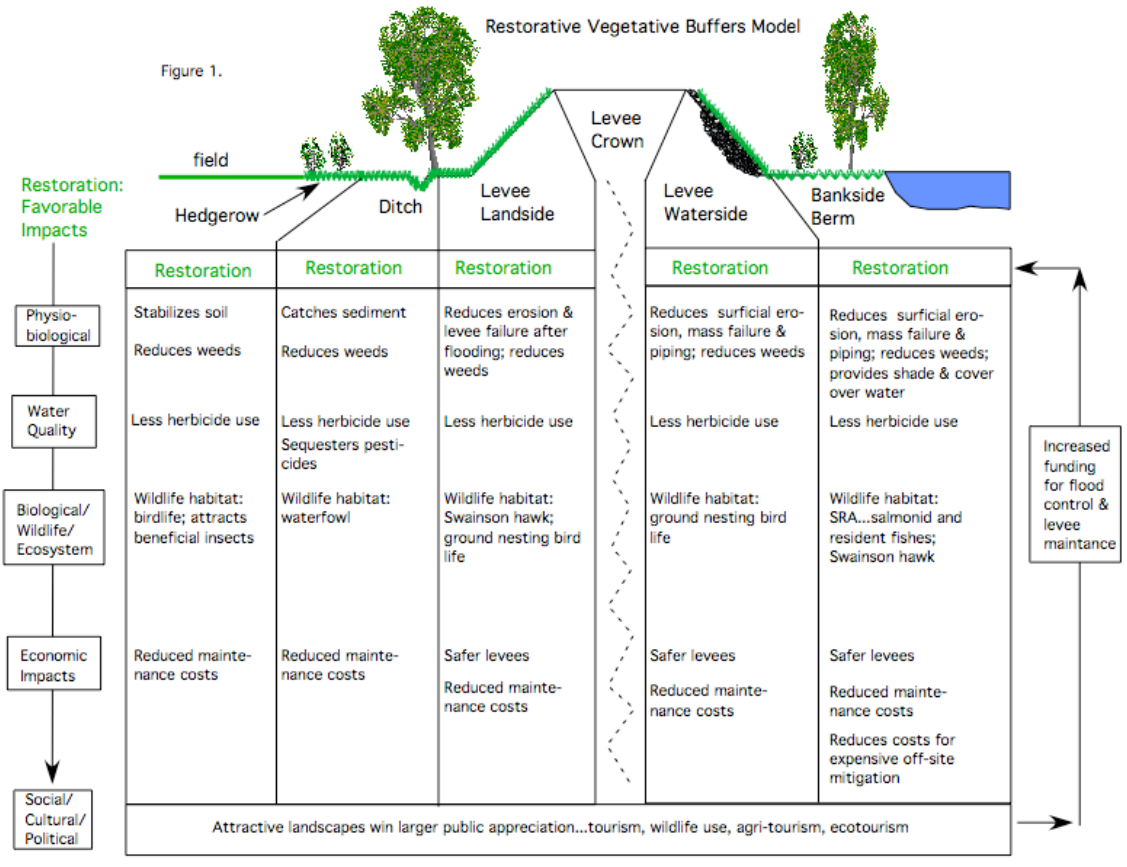 Restorative Vegetative Buffers Model
Figure 1.
Levee
Crown
field
Restoration:
Favorable
Impacts
Hedgerow
Ditch
Levee
Landside
Levee
Waterside
Bankside
Berm
Restoration
Restoration
Restoration
Restoration
Restoration
Physio-
biological
Stabilizes soil
Reduces weeds
Catches sediment
Reduces weeds
Reduces erosion &
levee failure after
flooding; reduces
weeds
Reduces surficial ero-
sion, mass failure &
piping; reduces weeds
Reduces surficial ero-
sion, mass failure &
piping; reduces weeds;
provides shade & cover
over water
Water
Quality
Less herbicide use
Less herbicide use
Sequesters pesti-
cides
Less herbicide use
Less herbicide use
Less herbicide use
Biological/
Wildlife/
Ecosystem
Wildlife habitat:
birdlife; attracts
beneficial insects
Wildlife habitat:
waterfowl
Wildlife habitat:
Swainson hawk;
ground nesting bird
life
Wildlife habitat:
ground nesting bird
life
Wildlife habitat:
SRA...salmonid and
resident fishes;
Swainson hawk
Economic
Impacts
Reduced mainte-
nance costs
Reduced mainte-
nance costs
Safer levees
Reduced mainte-
nance costs
Safer levees
Reduced mainte-
nance costs
Safer levees
Reduced mainte-
nance costs
Reduces costs for
expensive off-site
mitigation
Social/
Cultural/
Political
Attractive landscapes win larger public appreciation...tourism, wildlife use, agri-tourism, ecotourism
Increased
funding
for flood
control &
levee
maintance